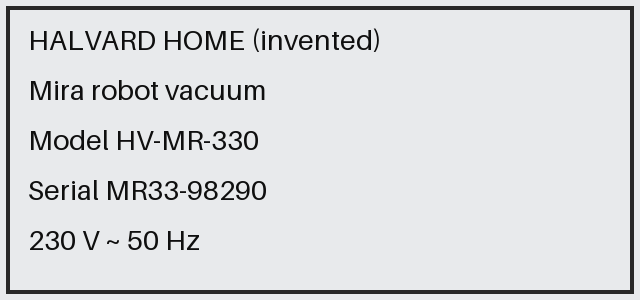 HALVARD HOME (invented)
Mira robot vacuum
Model HV-MR-330
Serial MR33-98290
230 V ~ 50 Hz